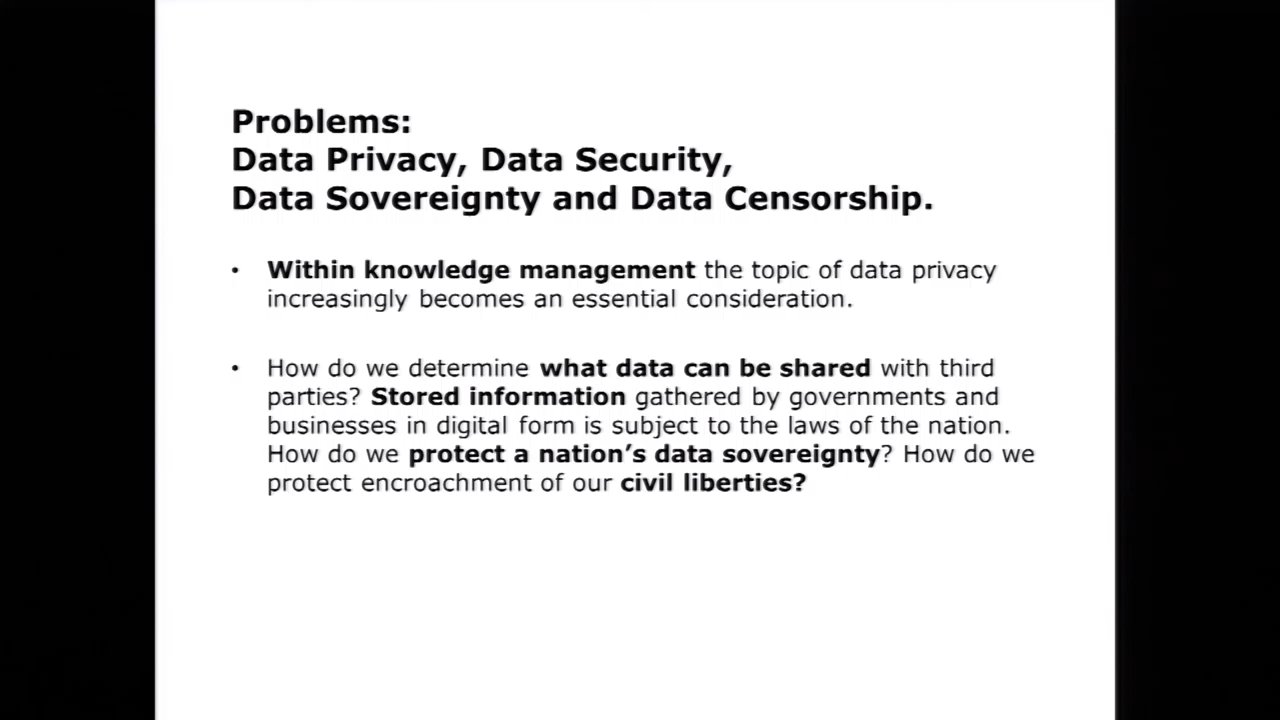 Problems:
Data Privacy, Data Security,
Data Sovereignty and Data Censorship.
• Within knowledge management the topic of data privacy
increasingly becomes an essential consideration.
• How do we determine what data can be shared with third
parties? Stored information gathered by governments and
businesses in digital form is subject to the laws of the nation.
How do we protect a nation’s data sovereignty? How do we
protect encroachment of our civil liberties?